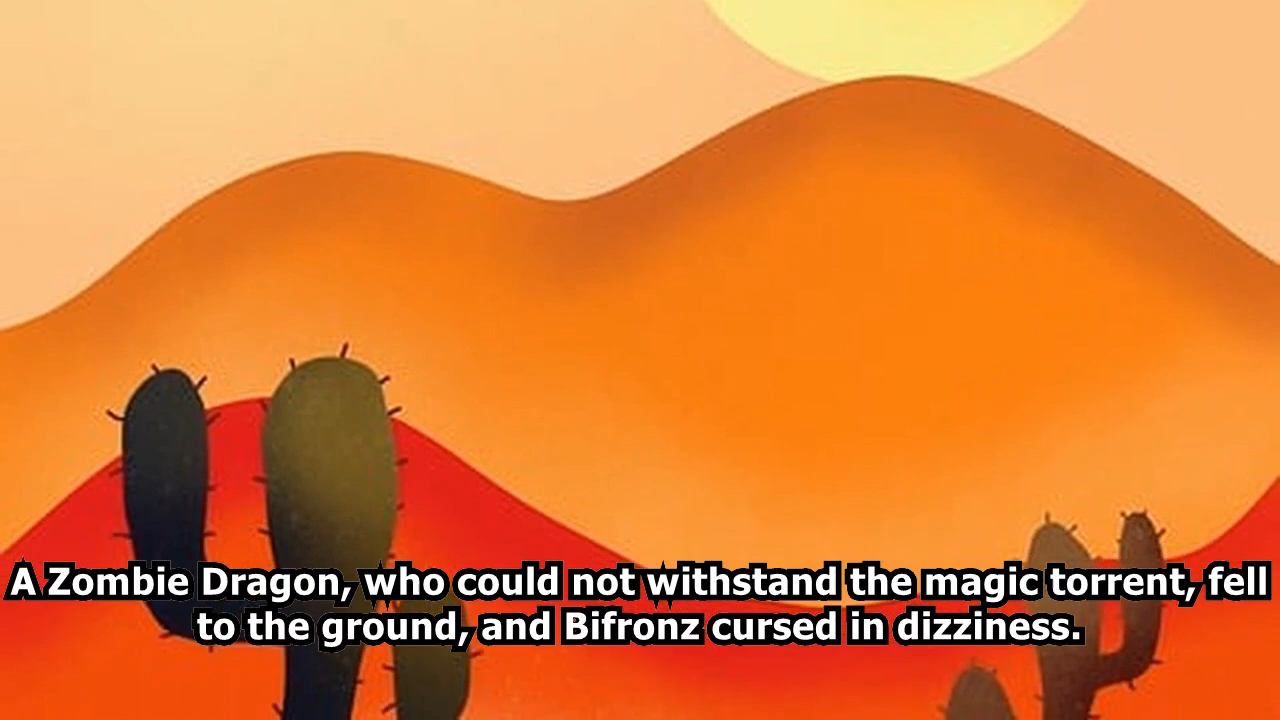 A Zombie Dragon, who could not withstand the magic torrent, fell
to the ground, and Bifronz cursed in dizziness.